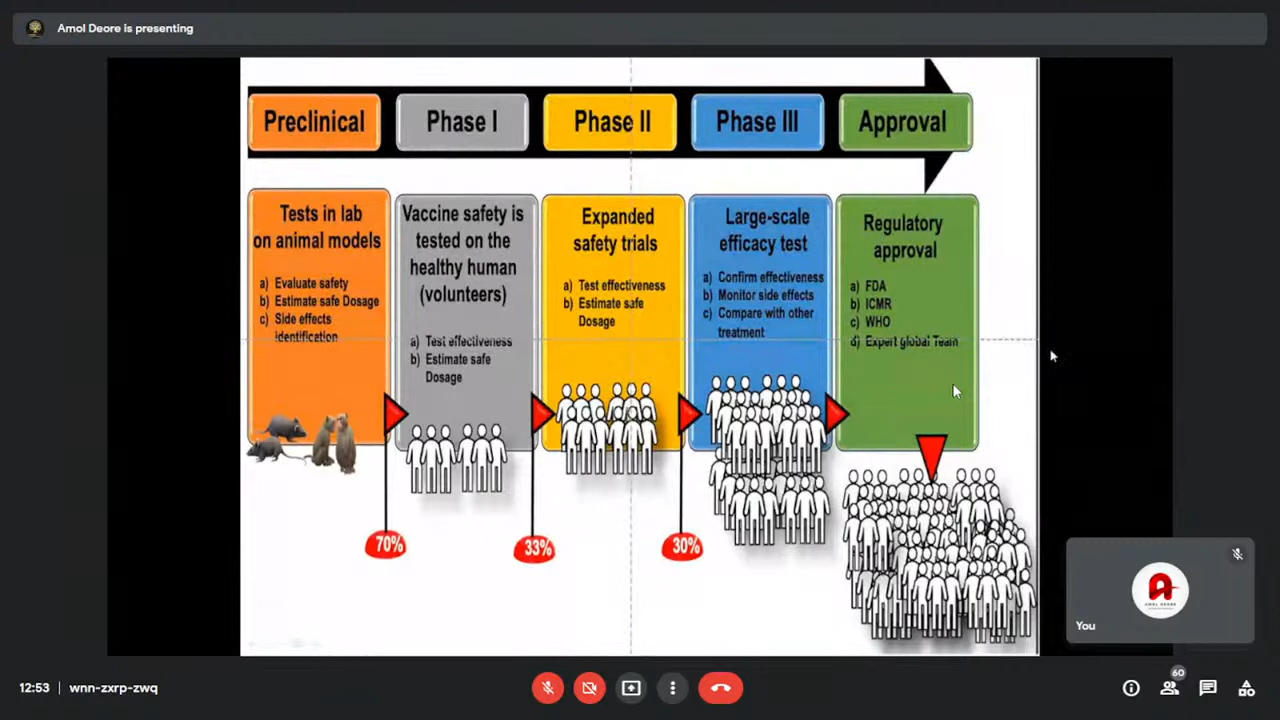 Amol Deore is presenting
Preclinical
Phase I
Phase II
Phase III
Approval
Tests in lab
on animal models
a) Evaluate safety
b) Estimate safe Dosage
c) Side effects
identification
Vaccine safety is
tested on the
healthy human
(volunteers)
a) Test effectiveness
b) Estimate safe
Dosage
Expanded
safety trials
a) Test effectiveness
b) Estimate safe
Dosage
Large-scale
efficacy test
a) Confirm effectiveness
b) Monitor side effects
c) Compare with other
treatment
Regulatory
approval
a) FDA
b) ICMR
c) WHO
d) Expert global Team
70%
33%
30%
AMOL DEORE
You
12:53 | wnn-zxrp-zwq
60